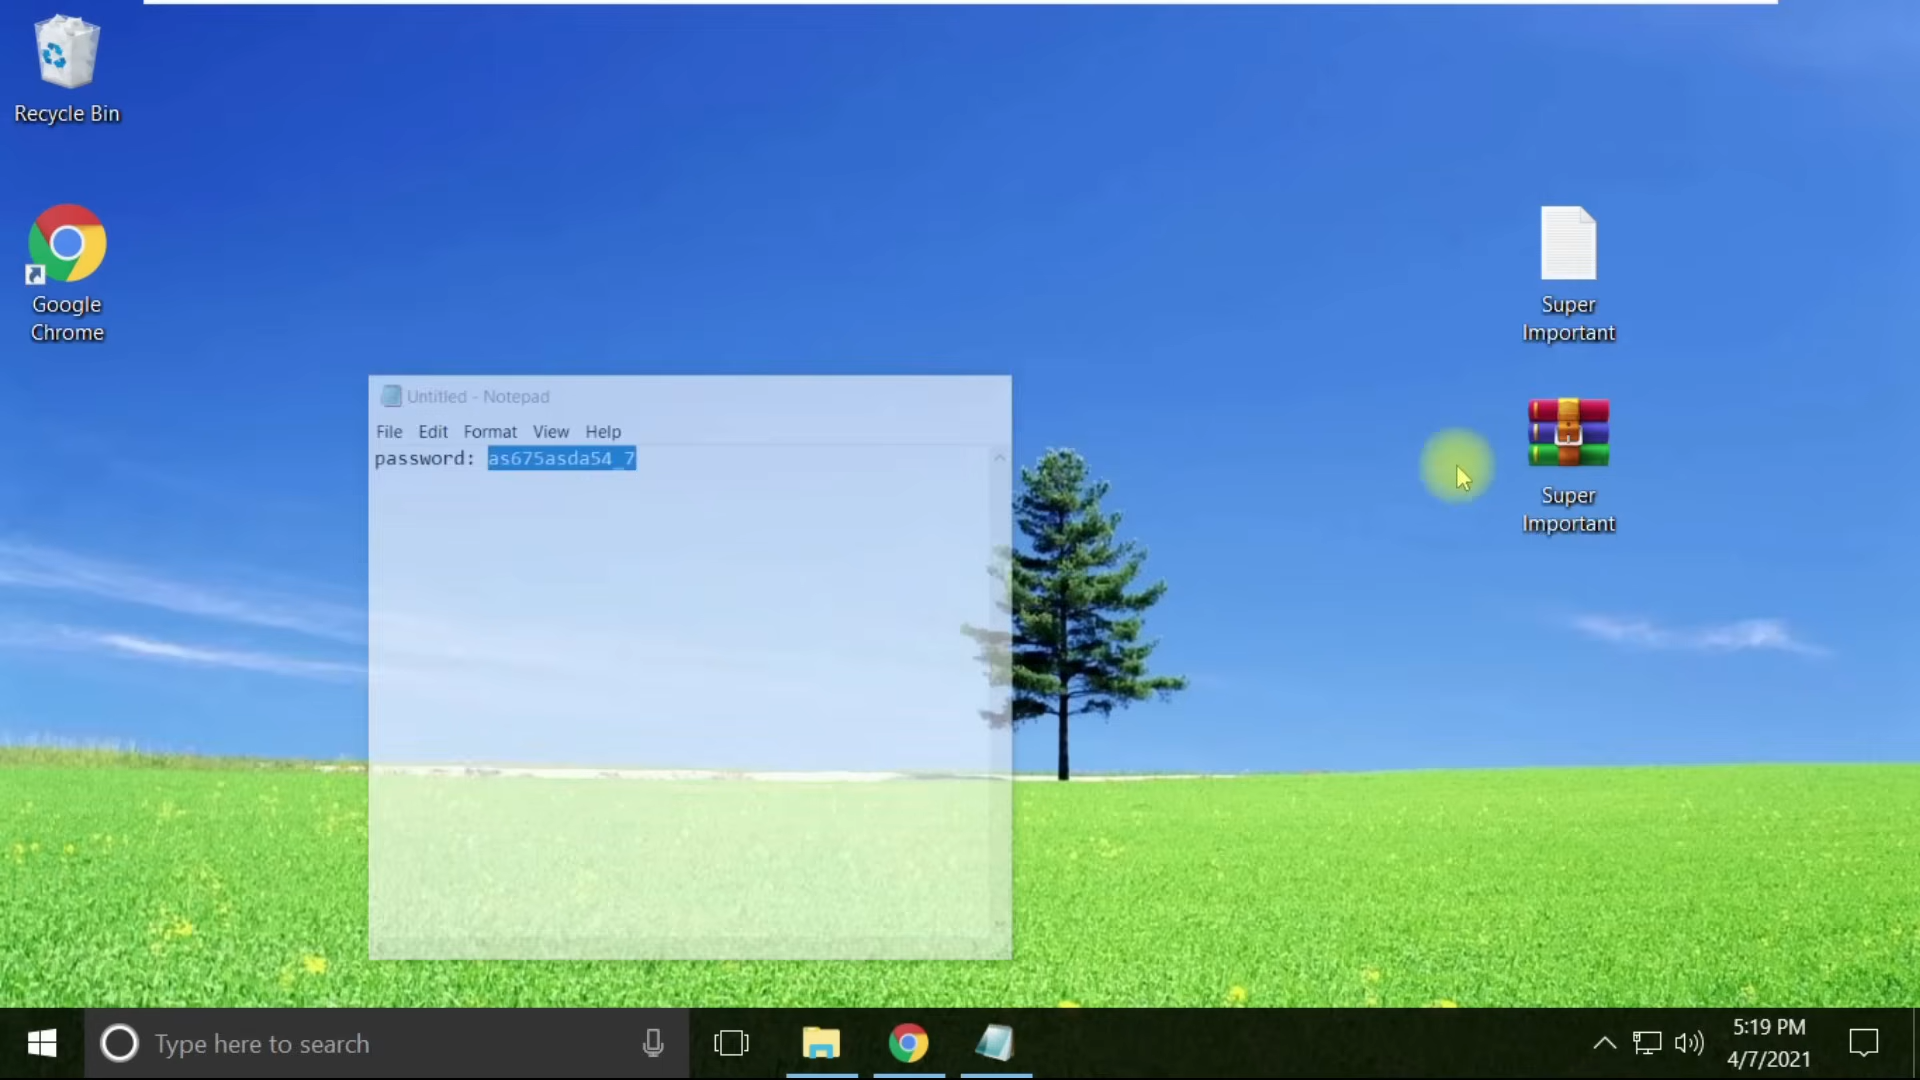 Recycle Bin
Google
Chrome
Super
Important
Super
Important
Untitled - Notepad
File Edit Format View Help
password: as675asda54_7
Type here to search
5:19 PM
4/7/2021